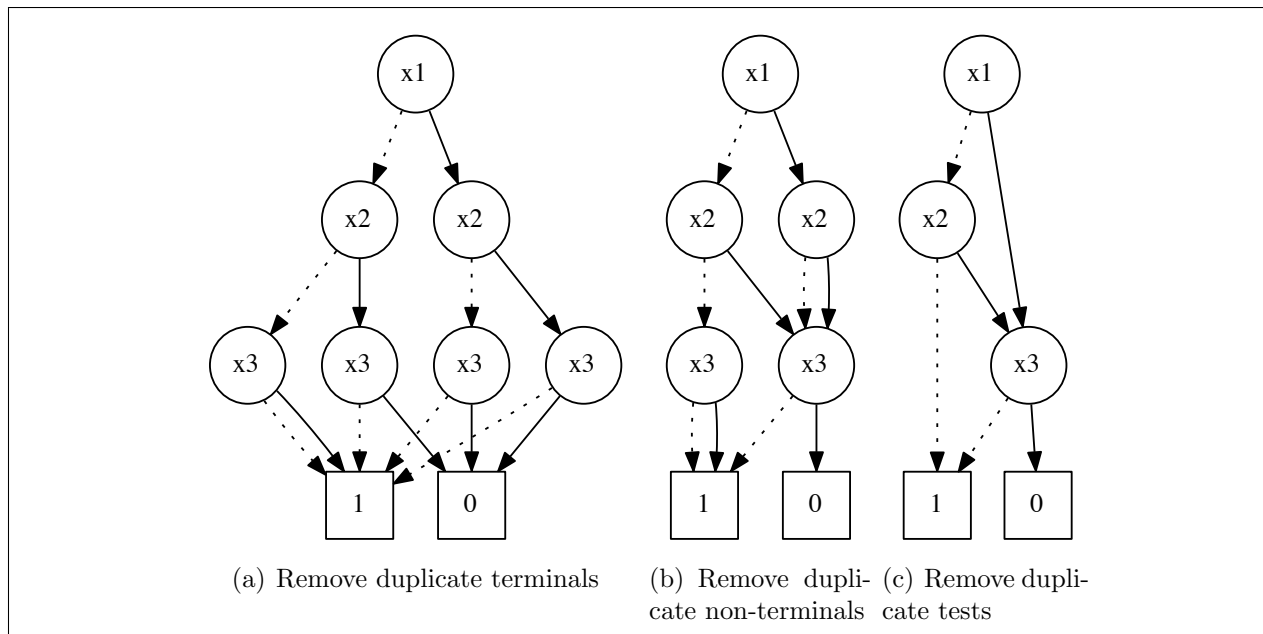 x1
x1
x1
x2
x2
x2
x2
x2
x3
x3
x3
x3
x3
x3
x3
1
0
1
0
1
0
(a) Remove duplicate terminals
(b) Remove dupli-
cate non-terminals
(c) Remove dupli-
cate tests